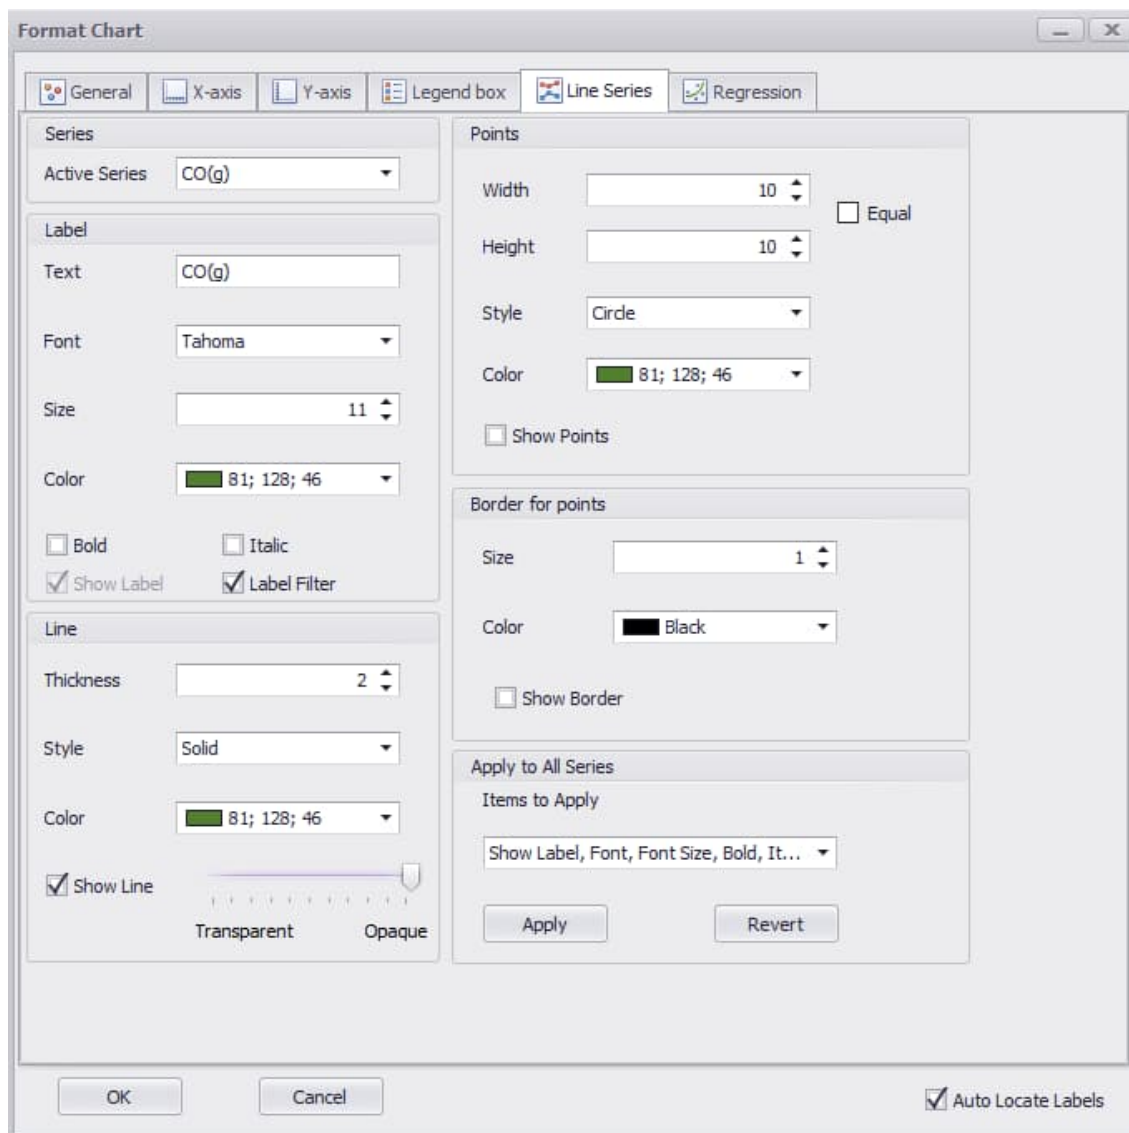 Format Chart
General X-axis Y-axis Legend box Line Series Regression
Series
Active Series CO(g)
Label
Text CO(g)
Font Tahoma
Size 11
Color 81; 128; 46
Bold Italic
Show Label Label Filter
Line
Thickness 2
Style Solid
Color 81; 128; 46
Show Line
Transparent Opaque
Points
Width 10
Equal
Height 10
Style Circle
Color 81; 128; 46
Show Points
Border for points
Size 1
Color Black
Show Border
Apply to All Series
Items to Apply
Show Label, Font, Font Size, Bold, It...
Apply Revert
OK Cancel Auto Locate Labels